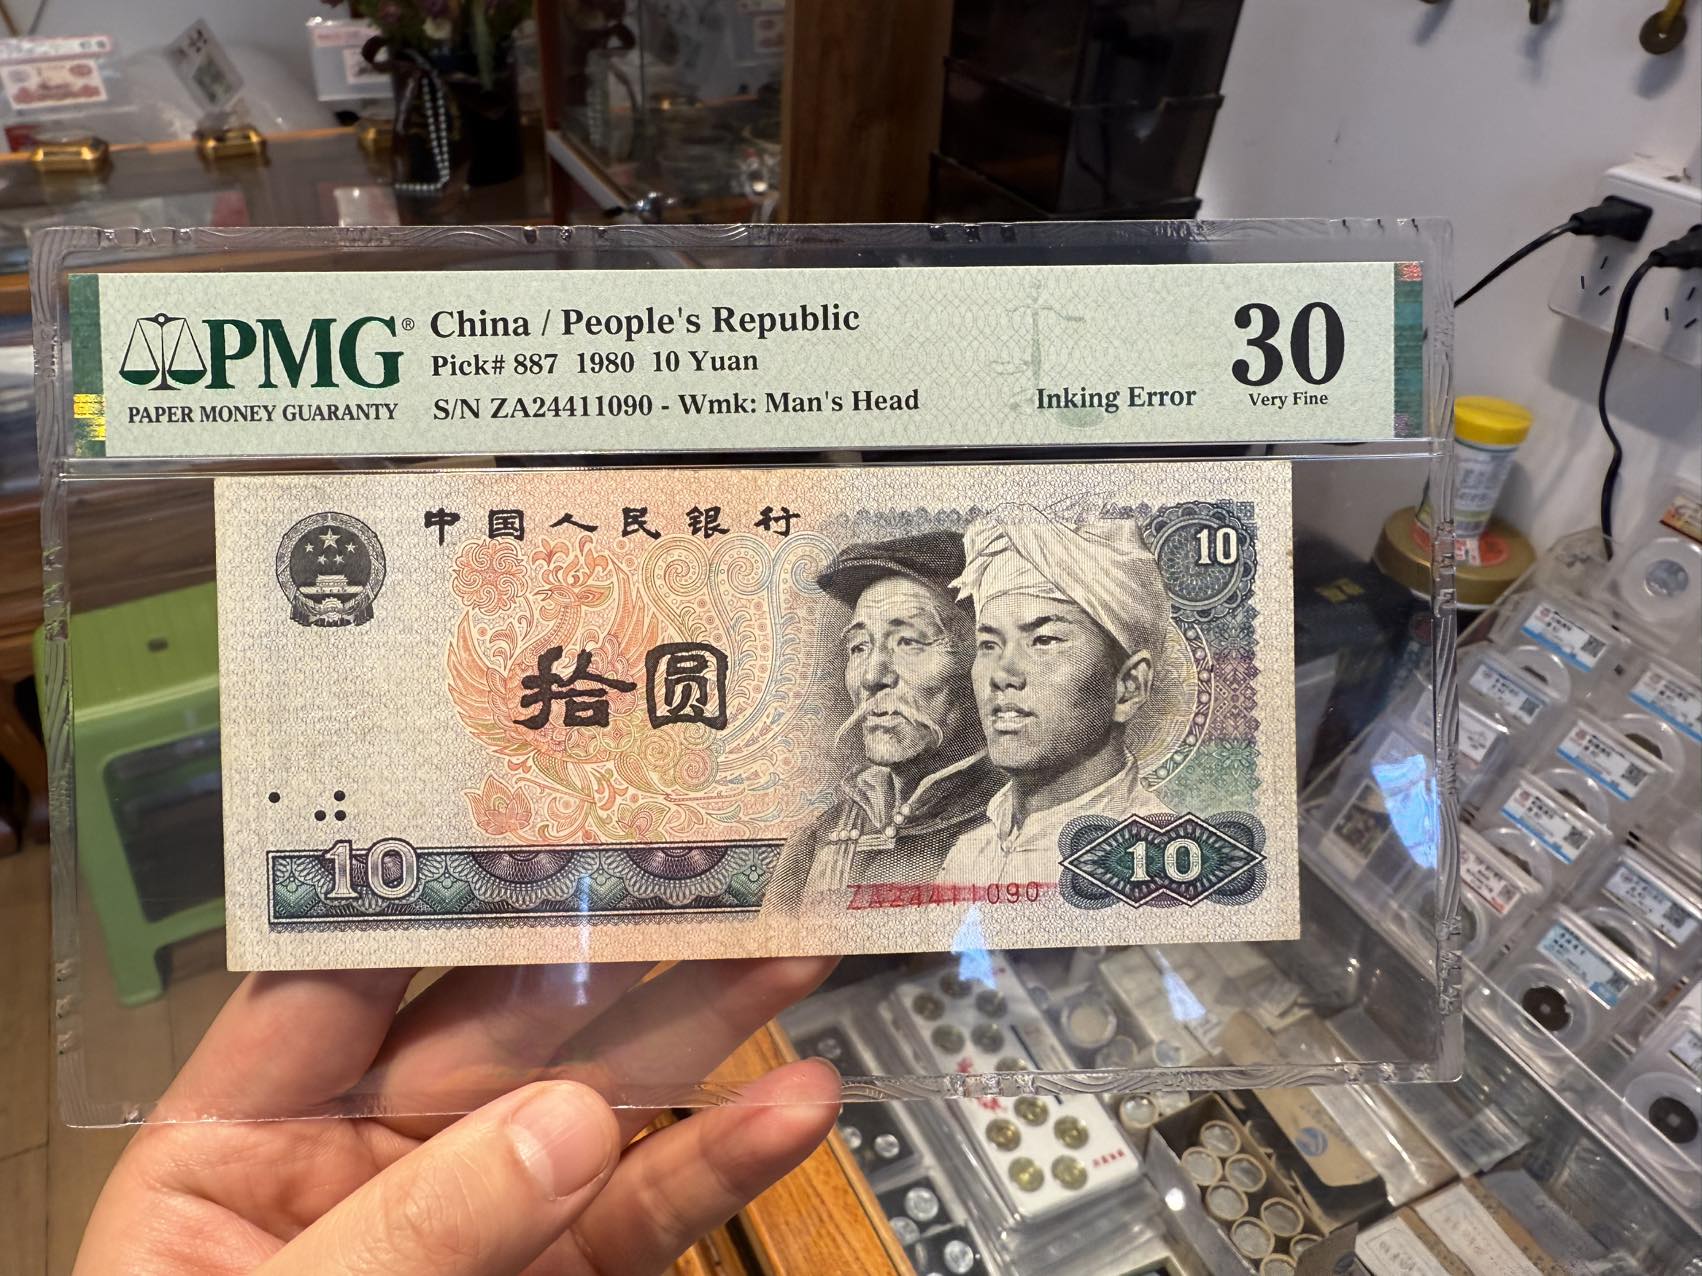 PMG®
PAPER MONEY GUARANTY
China / People's Republic
Pick# 887 1980 10 Yuan
S/N ZA24411090 - Wmk: Man's Head
Inking Error
30
Very Fine
中国人民银行
10
拾圆
10
10
ZA24411090